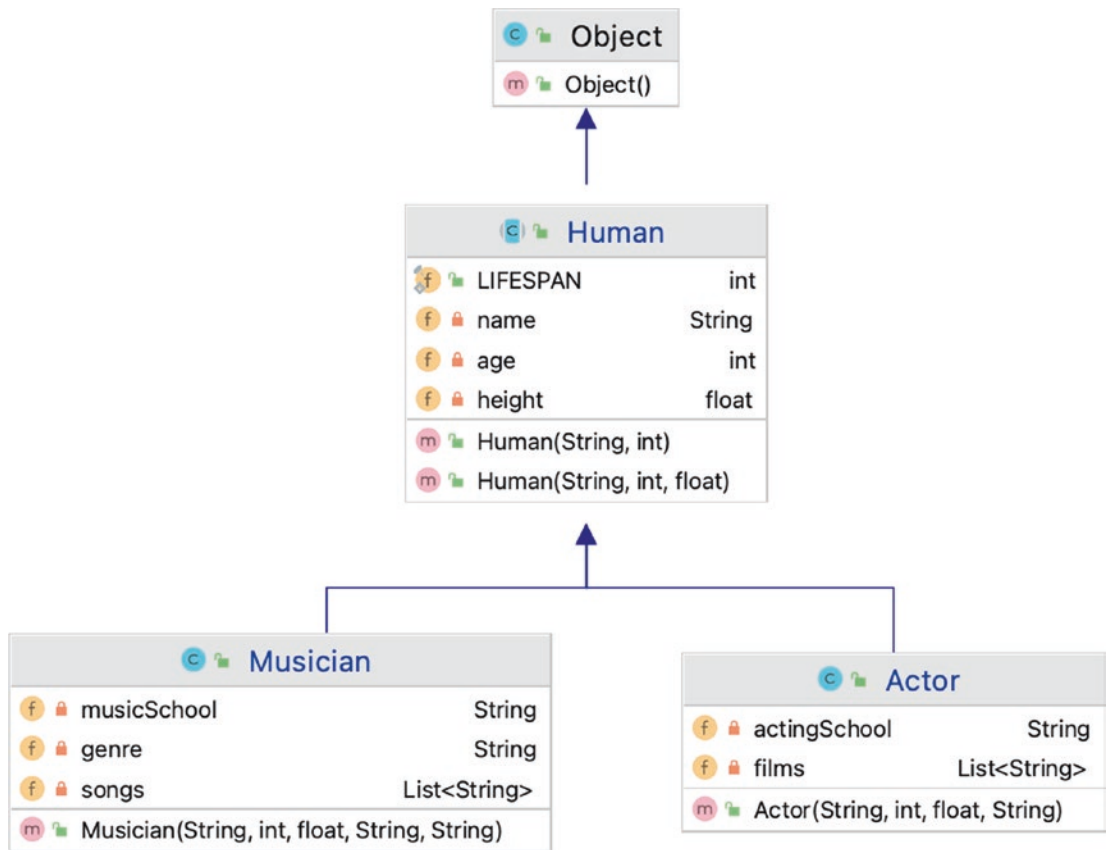 Object
Object()
Human
LIFESPAN int
name String
age int
height float
Human(String, int)
Human(String, int, float)
Musician
musicSchool String
genre String
songs List<String>
Musician(String, int, float, String, String)
Actor
actingSchool String
films List<String>
Actor(String, int, float, String)